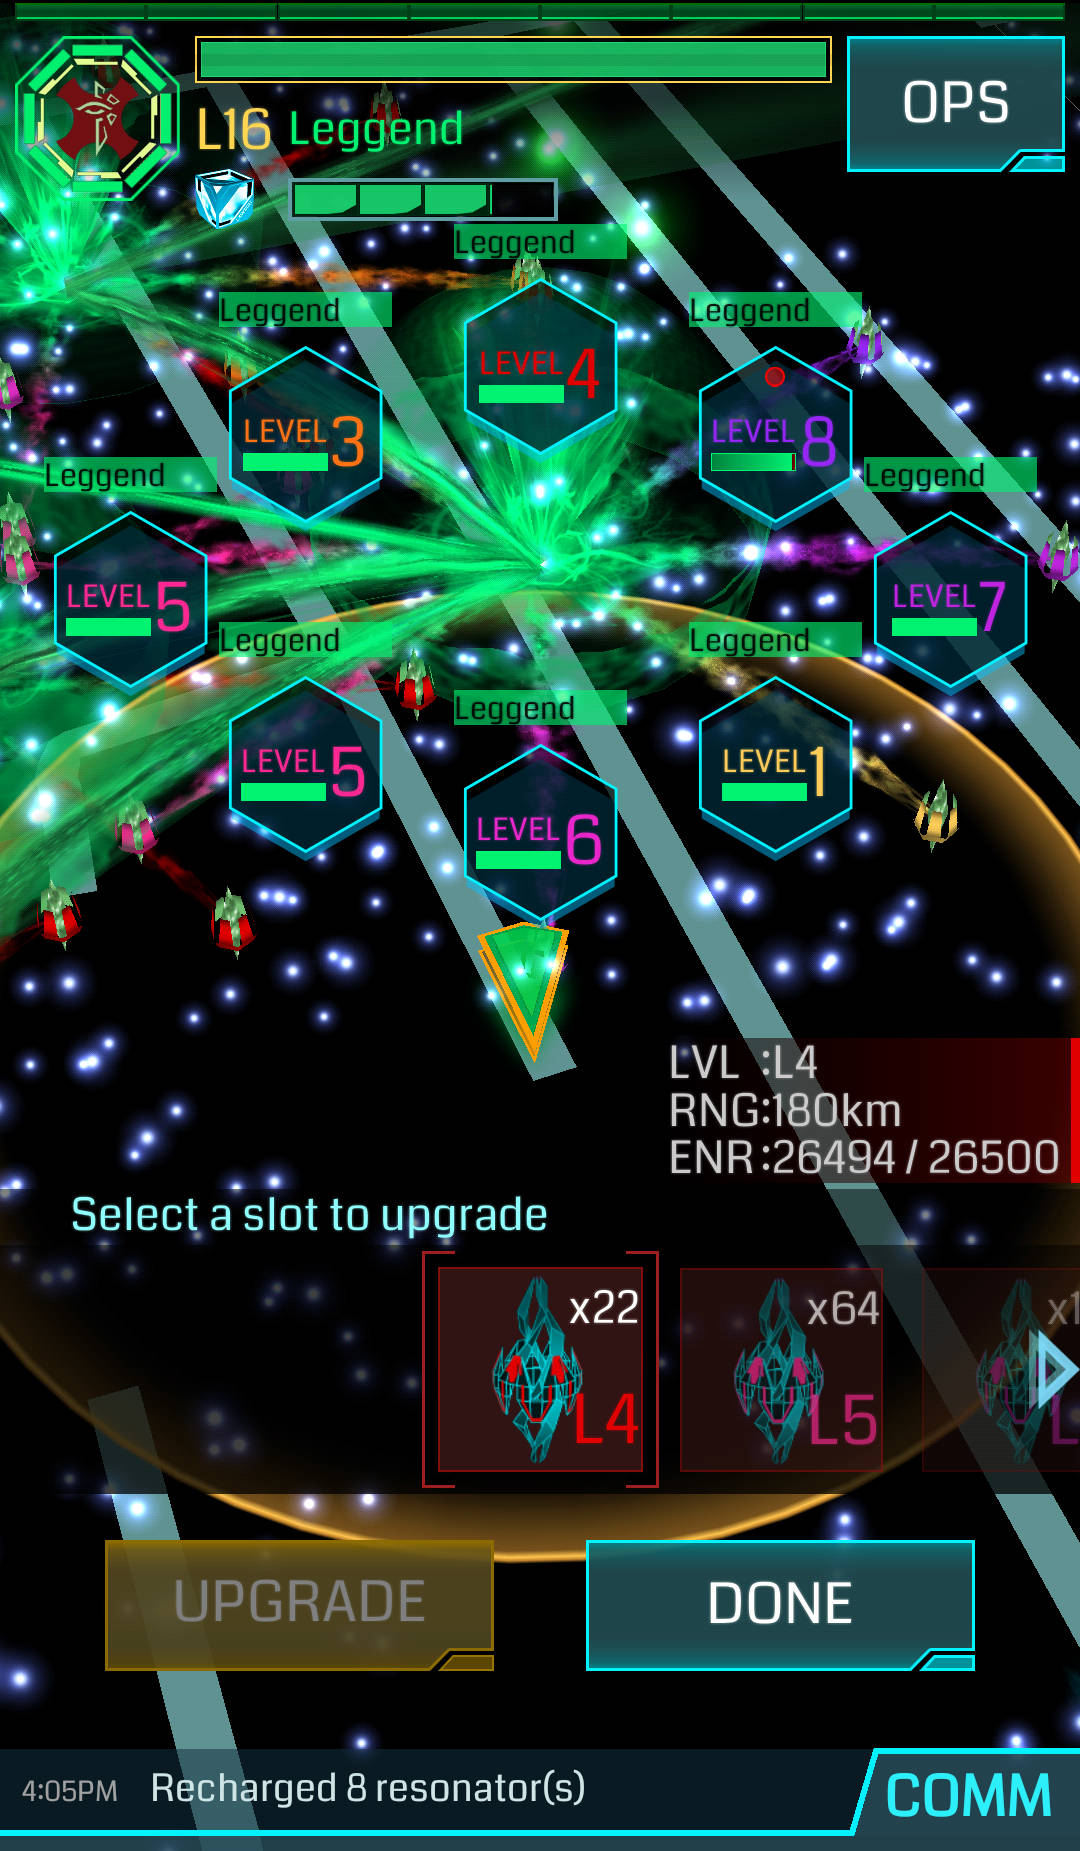 OPS
L16 Leggend
Leggend
Leggend
Leggend
LEVEL 4
LEVEL 3
LEVEL 8
Leggend
Leggend
LEVEL 5
LEVEL 7
Leggend
Leggend
Leggend
LEVEL 5
LEVEL 1
LEVEL 6
LVL :L4
RNG:180km
ENR :26494 / 26500
Select a slot to upgrade
x22
x64
L4
L5
UPGRADE
DONE
4:05PM Recharged 8 resonator(s)
COMM